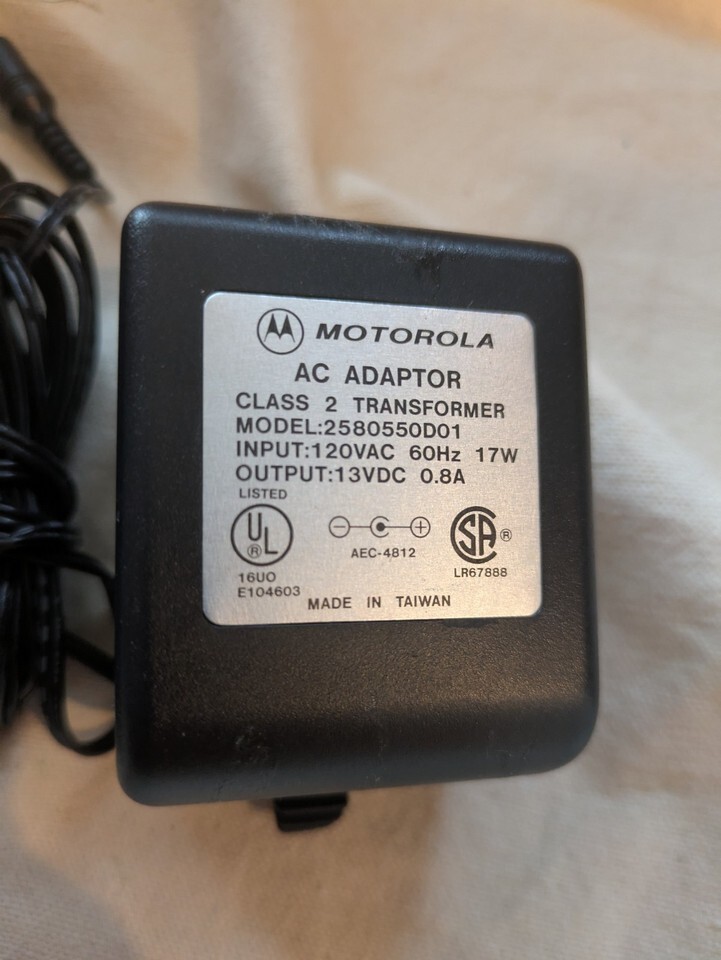 MOTOROLA
AC ADAPTOR
CLASS 2 TRANSFORMER
MODEL:2580550D01
INPUT:120VAC 60Hz 17W
OUTPUT:13VDC 0.8A
LISTED
UL ®
16UO
E104603
AEC-4812
SA ®
LR67888
MADE IN TAIWAN